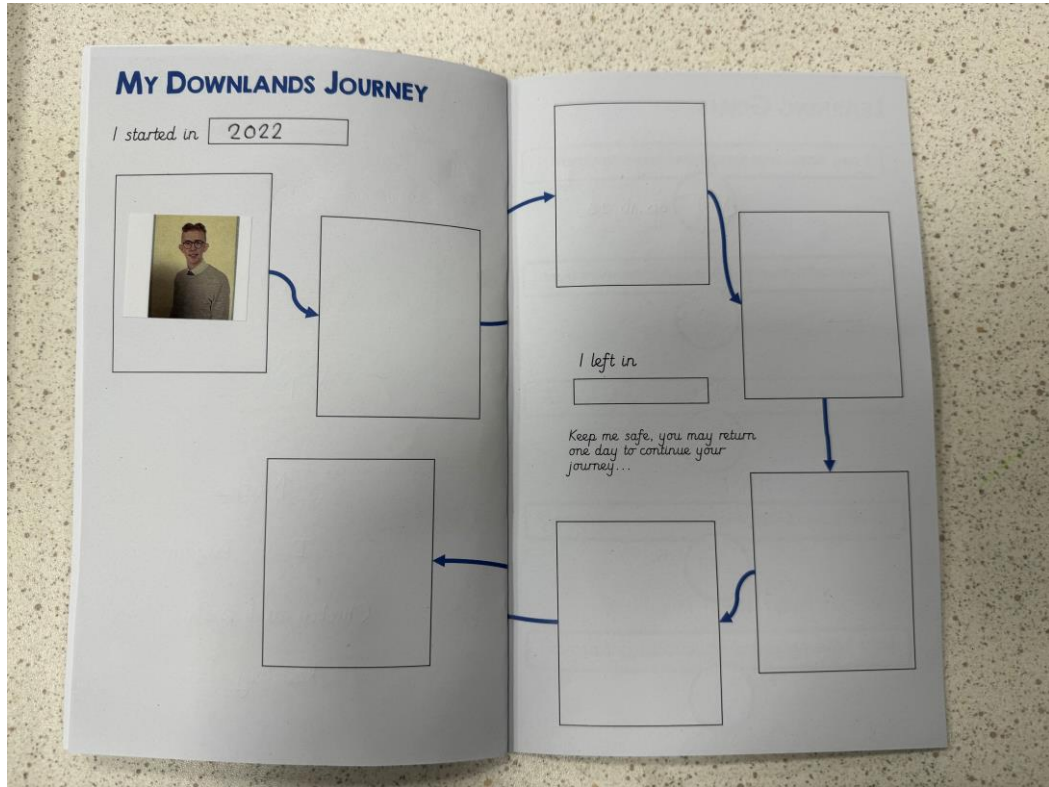 MY DOWNLANDS JOURNEY
I started in 2022
I left in
Keep me safe, you may return
one day to continue your
journey...